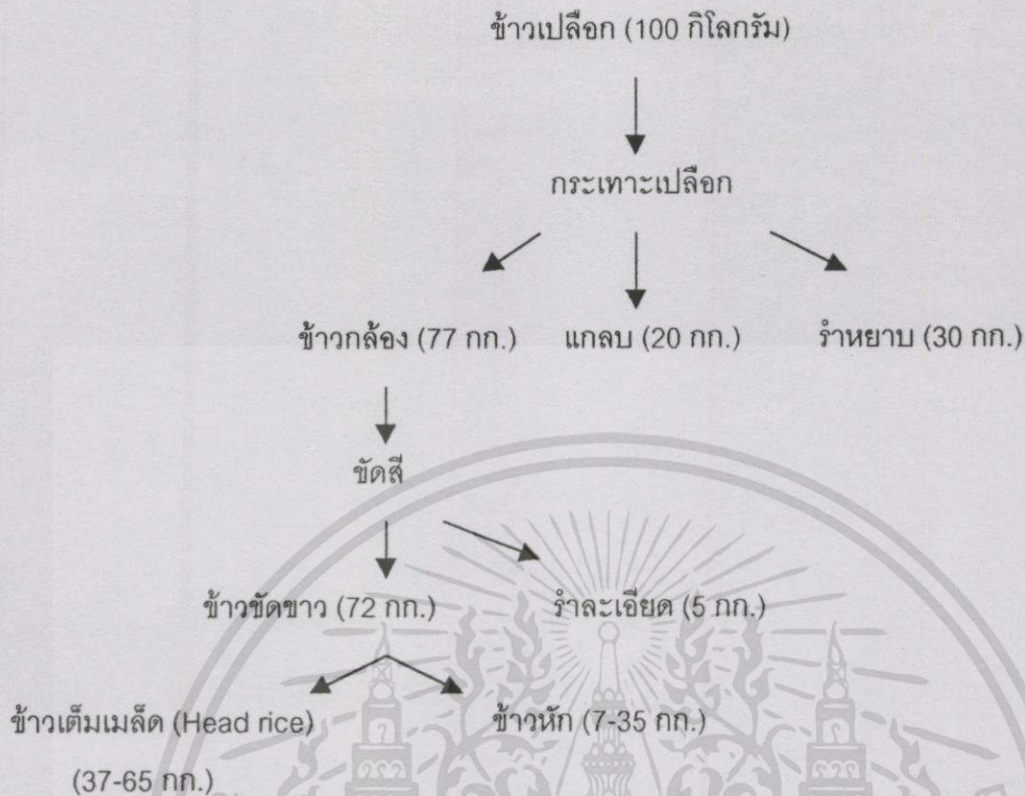 ข้าวเปลือก (100 กิโลกรัม)
กระเทาะเปลือก
ข้าวกล้อง (77 กก.) แกลบ (20 กก.) รำหยาบ (30 กก.)
ขัดสี
ข้าวขัดขาว (72 กก.) รำละเอียด (5 กก.)
ข้าวเต็มเมล็ด (Head rice) ข้าวหัก (7-35 กก.)
(37-65 กก.)